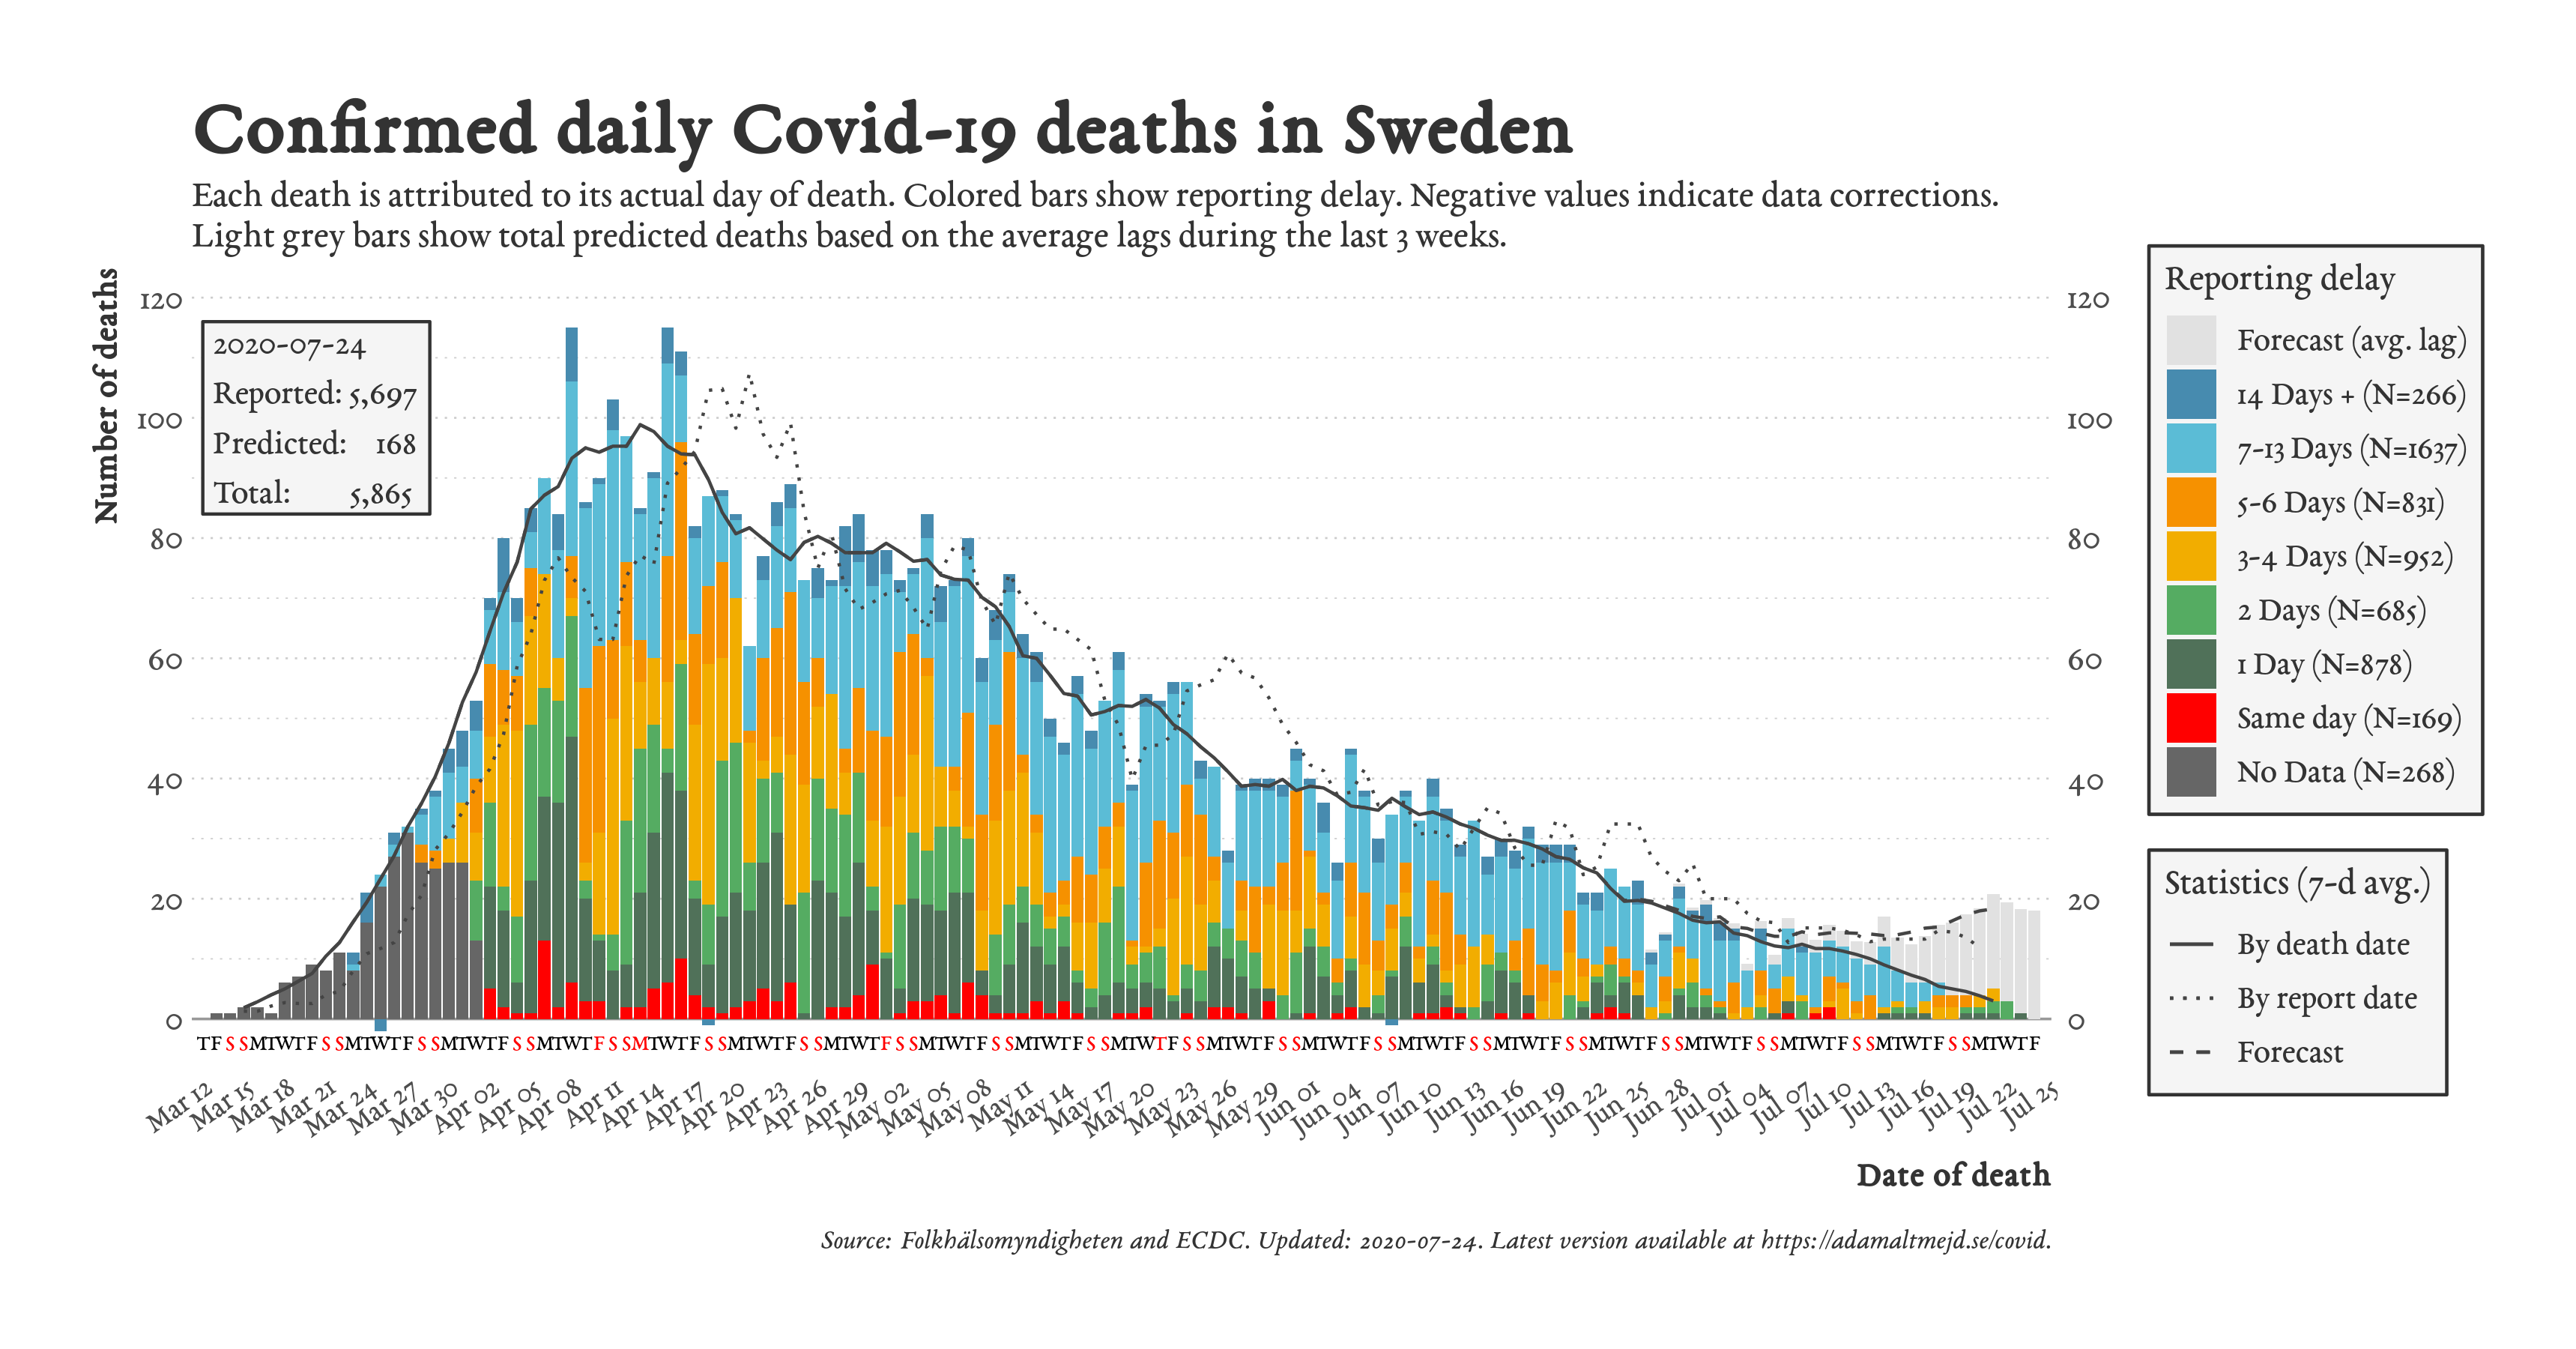 Confirmed daily Covid-19 deaths in Sweden
Each death is attributed to its actual day of death. Colored bars show reporting delay. Negative values indicate data corrections.
Light grey bars show total predicted deaths based on the average lags during the last 3 weeks.
Number of deaths
120
100
80
60
40
20
0
2020-07-24
Reported: 5,697
Predicted: 168
Total: 5,865
120
100
80
60
40
20
0
Reporting delay
Forecast (avg. lag)
14 Days + (N=266)
7-13 Days (N=1637)
5-6 Days (N=831)
3-4 Days (N=952)
2 Days (N=685)
1 Day (N=878)
Same day (N=169)
No Data (N=268)
Statistics (7-d avg.)
By death date
By report date
Forecast
TFSSMTWTFSSMTWTFSSMTWTFSSMTWTFSSMTWTFSSMTWTFSSMTWTFSSMTWTFSSMTWTFSSMTWTFSSMTWTFSSMTWTFSSMTWTFSSMTWTFSSMTWTFSSMTWTFSSMTWTFSSMTWTF
Mar 12 Mar 15 Mar 18 Mar 21 Mar 24 Mar 27 Mar 30 Apr 02 Apr 05 Apr 08 Apr 11 Apr 14 Apr 17 Apr 20 Apr 23 Apr 26 Apr 29 May 02 May 05 May 08 May 11 May 14 May 17 May 20 May 23 May 26 May 29 Jun 01 Jun 04 Jun 07 Jun 10 Jun 13 Jun 16 Jun 19 Jun 22 Jun 25 Jun 28 Jul 01 Jul 04 Jul 07 Jul 10 Jul 13 Jul 16 Jul 19 Jul 22 Jul 25
Date of death
Source: Folkhälsomyndigheten and ECDC. Updated: 2020-07-24. Latest version available at https://adamaltmejd.se/covid.